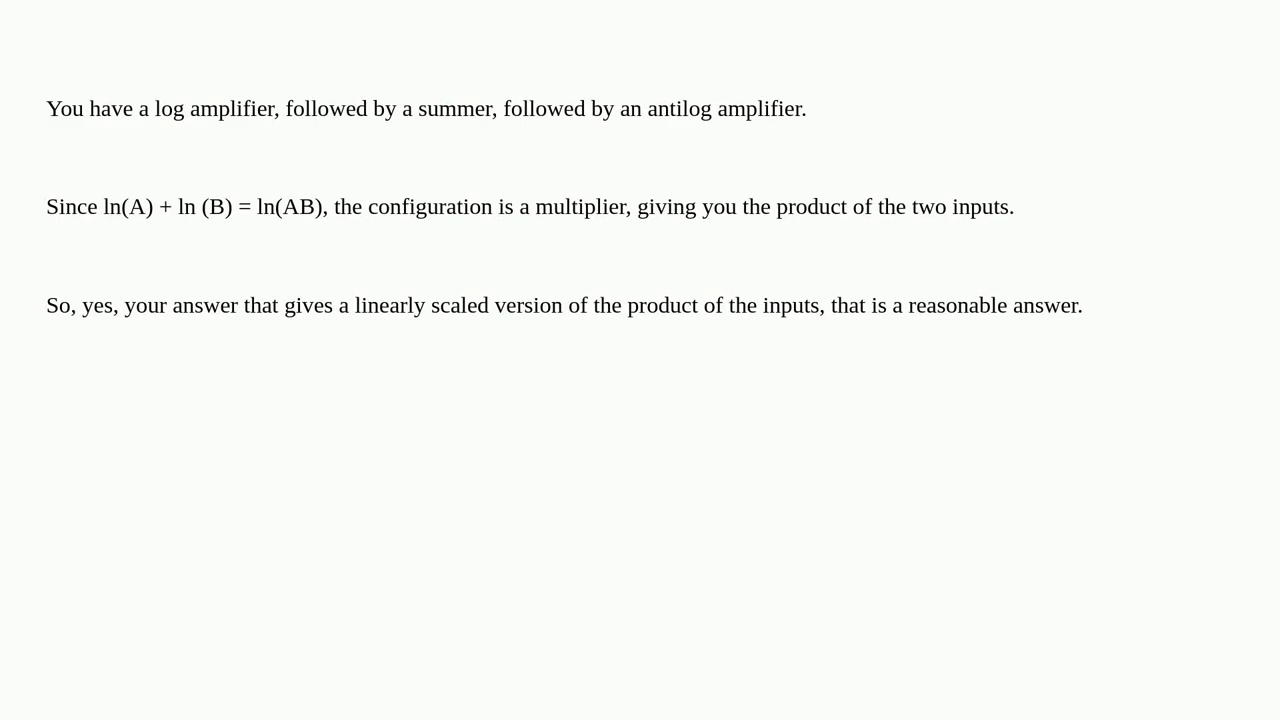 You have a log amplifier, followed by a summer, followed by an antilog amplifier.
Since ln(A) + ln (B) = ln(AB), the configuration is a multiplier, giving you the product of the two inputs.
So, yes, your answer that gives a linearly scaled version of the product of the inputs, that is a reasonable answer.